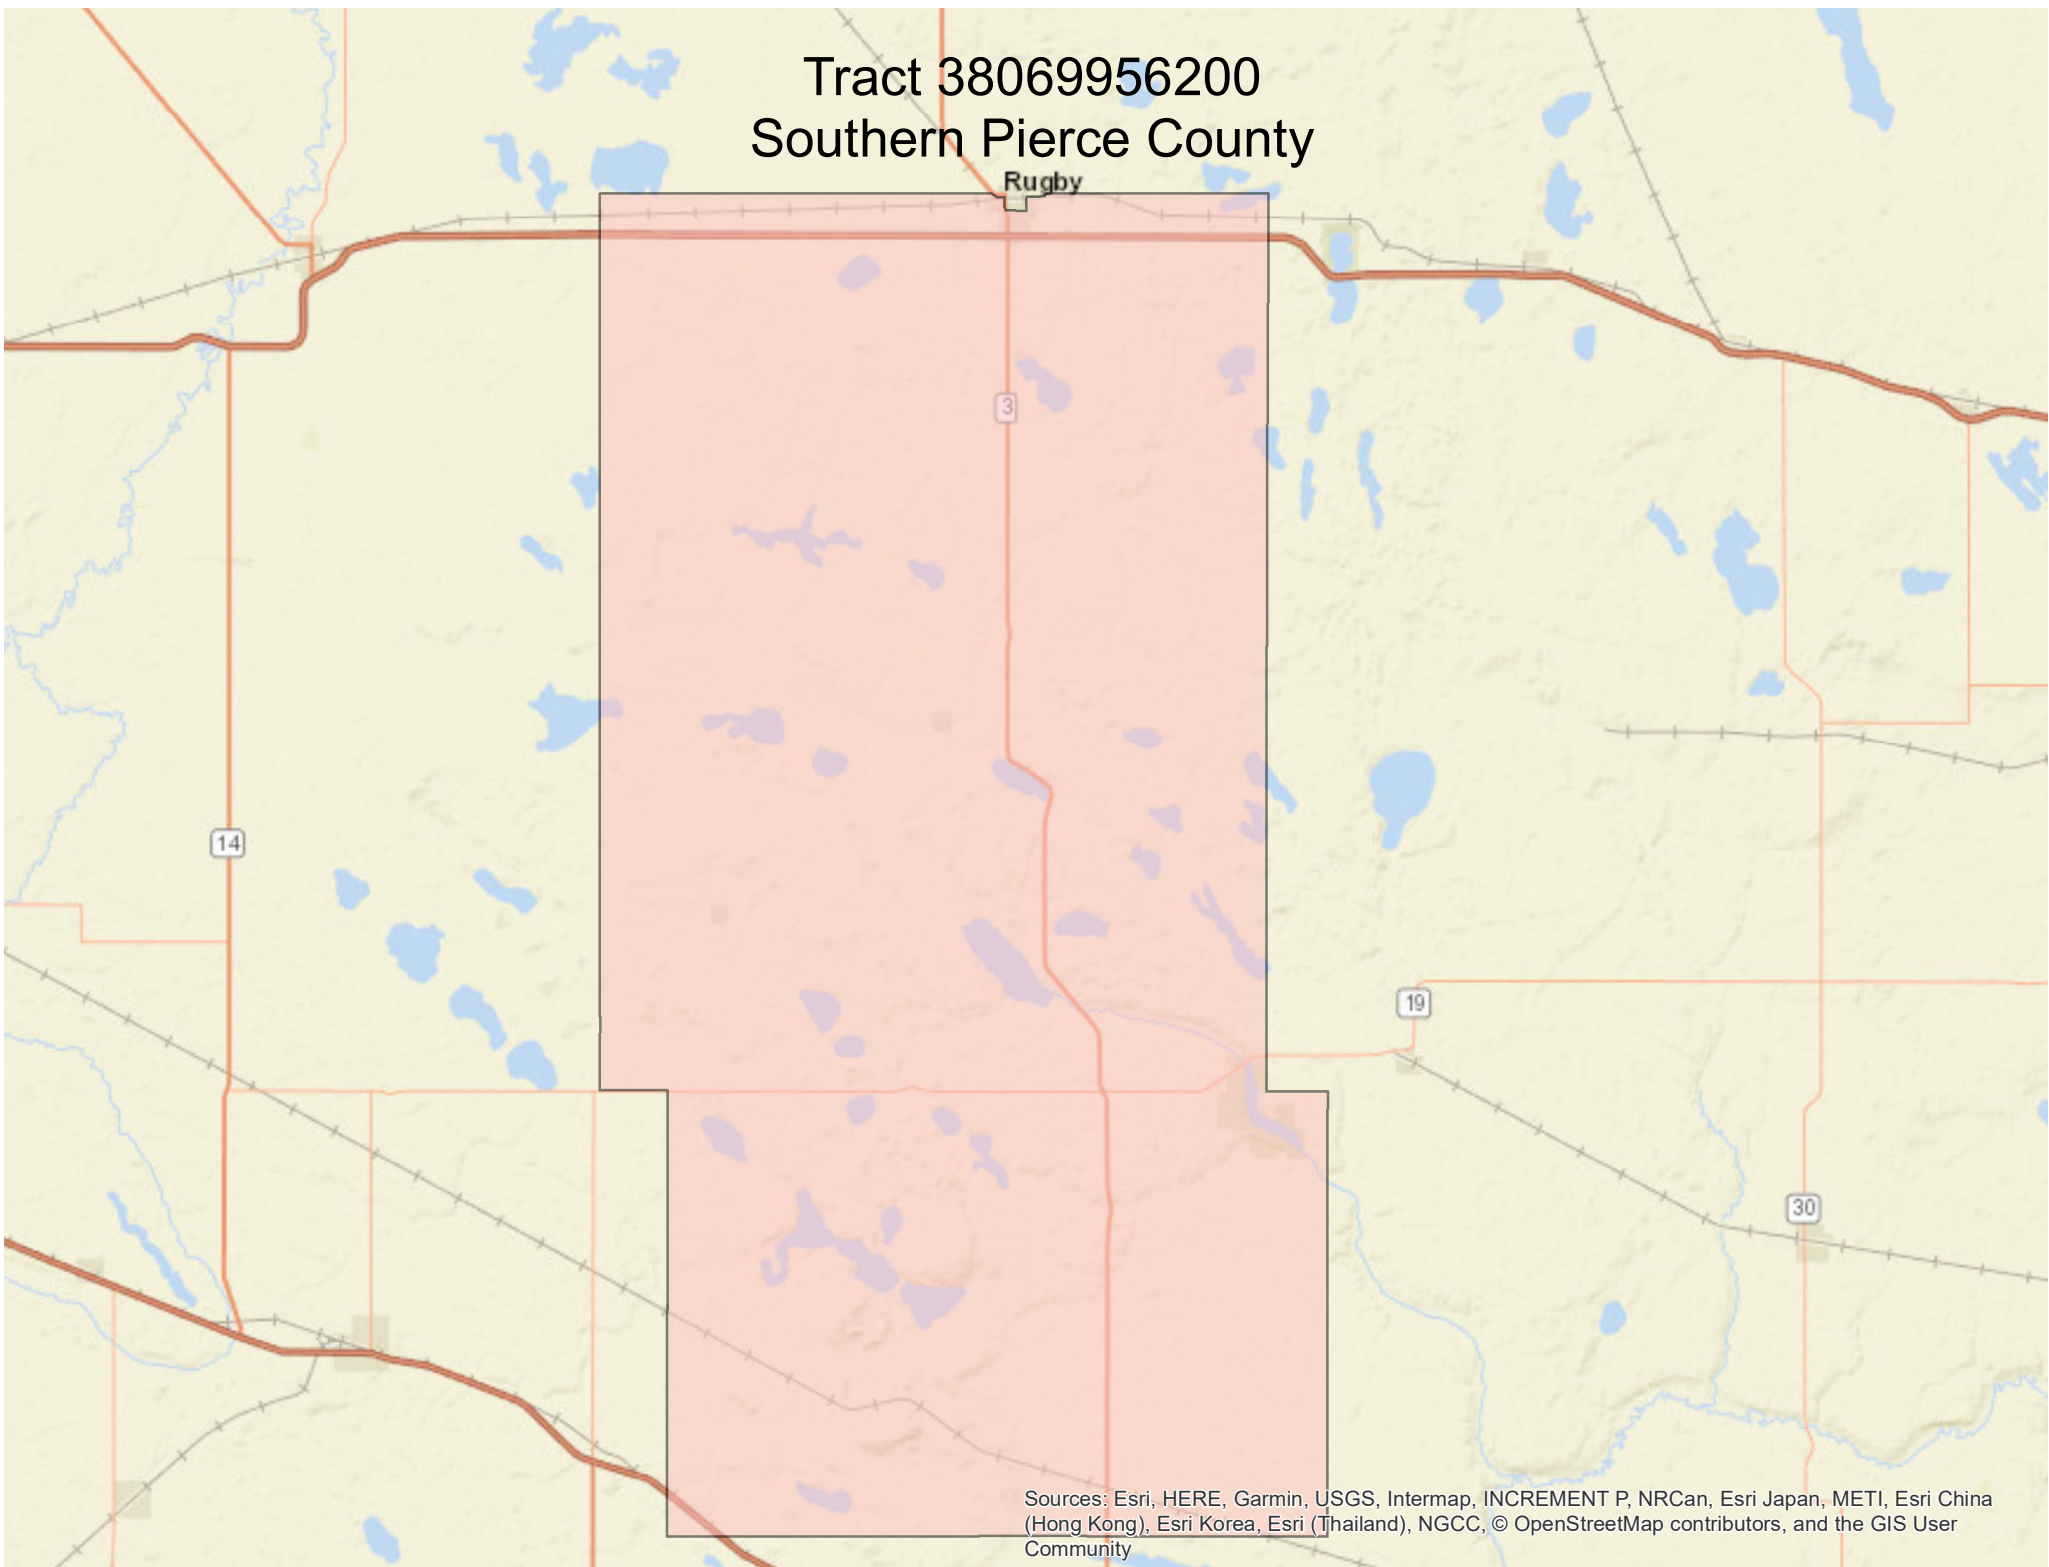 Tract 38069956200
Southern Pierce County
Rugby
3
14
19
30
Sources: Esri, HERE, Garmin, USGS, Intermap, INCREMENT P, NRCan, Esri Japan, METI, Esri China
(Hong Kong), Esri Korea, Esri (Thailand), NGCC, © OpenStreetMap contributors, and the GIS User
Community